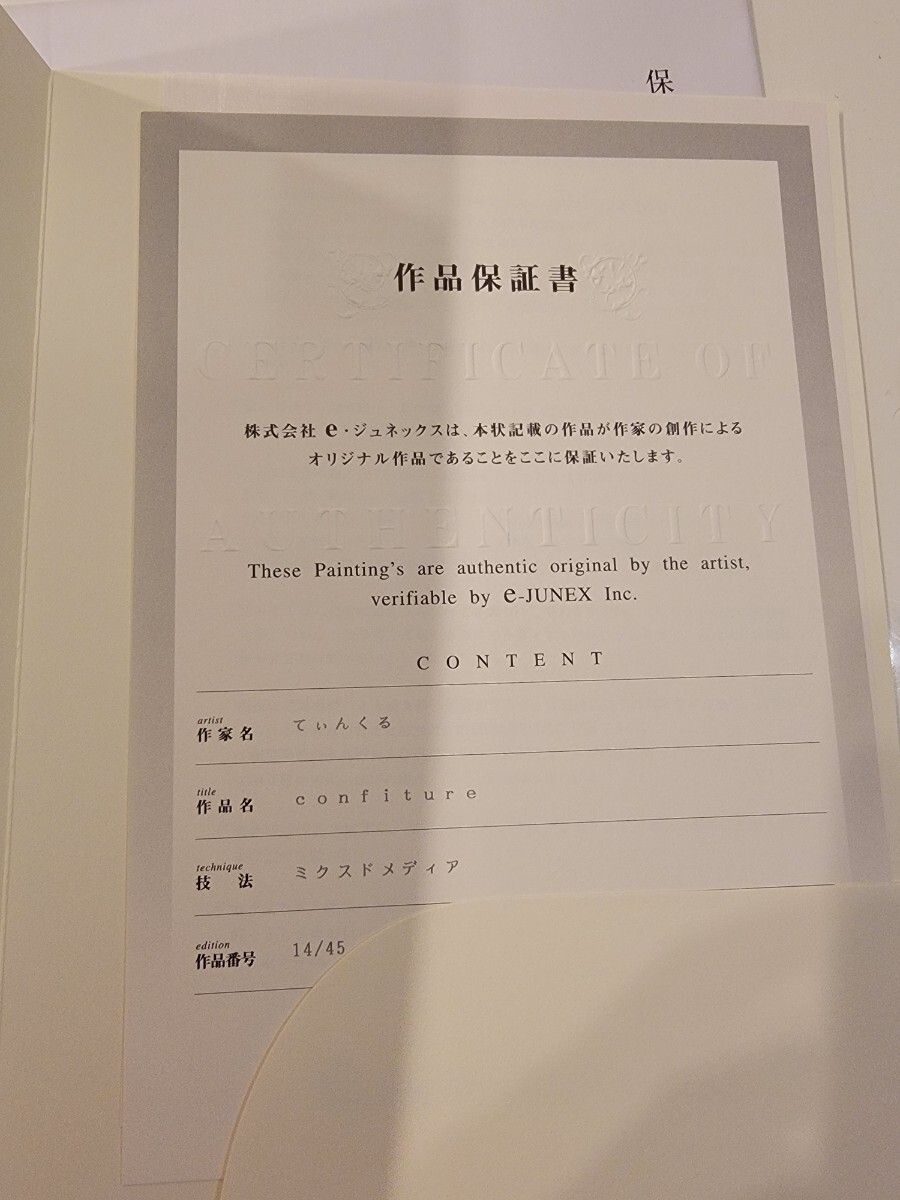 保
作品保証書
CERTIFICATE OF
株式会社 e・ジュネックスは、本状記載の作品が作家の創作による
オリジナル作品であることをここに保証いたします。
AUTHENTICITY
These Painting's are authentic original by the artist,
verifiable by e-JUNEX Inc.
CONTENT
artist
作家名 てぃんくる
title
作品名 confiture
technique
技法 ミクスドメディア
edition
作品番号 14/45